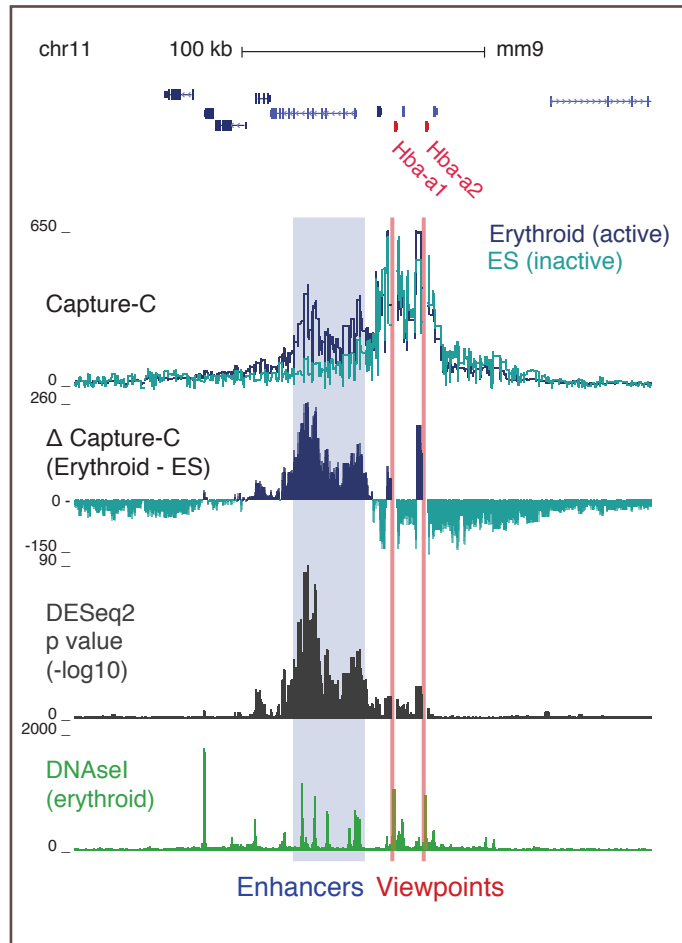 chr11 100 kb mm9
Hba-a1
Hba-a2
650 _
Erythroid (active)
ES (inactive)
Capture-C
0 _
260 _
Δ Capture-C
(Erythroid - ES)
0 -
-150 _
90 _
DESeq2
p value
(-log10)
0 _
2000 _
DNAseI
(erythroid)
0 _
Enhancers Viewpoints